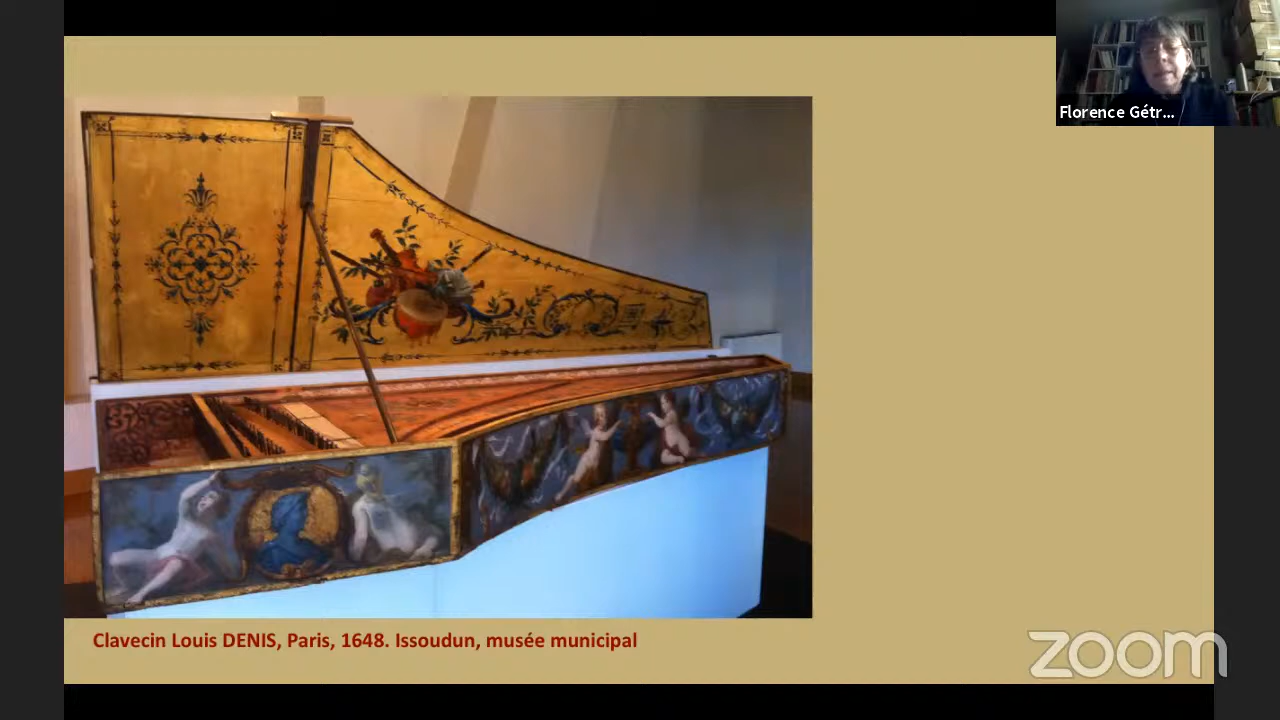 Florence Gétr...
Clavecin Louis DENIS, Paris, 1648. Issoudun, musée municipal
zoom